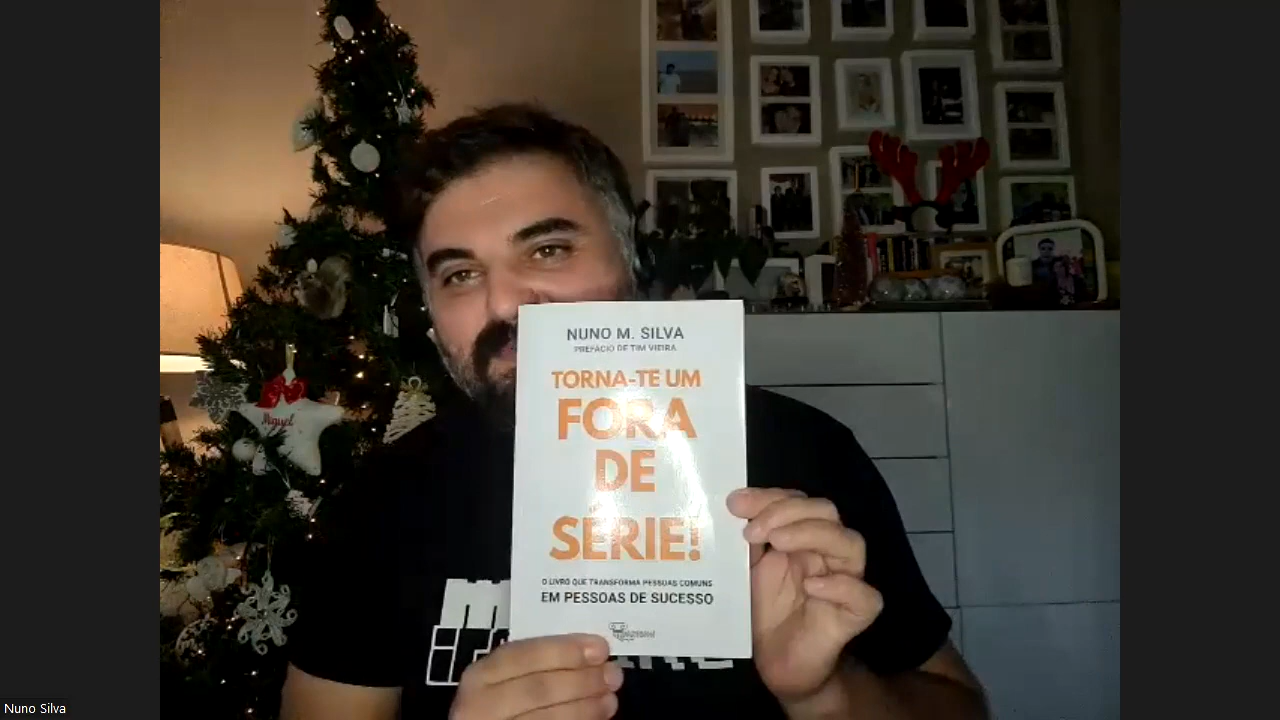 Miguel
NUNO M. SILVA
PREFÁCIO DE TIM VIEIRA
TORNA-TE UM
FORA
DE
SÉRIE!
O LIVRO QUE TRANSFORMA PESSOAS COMUNS
EM PESSOAS DE SUCESSO
Nuno Silva